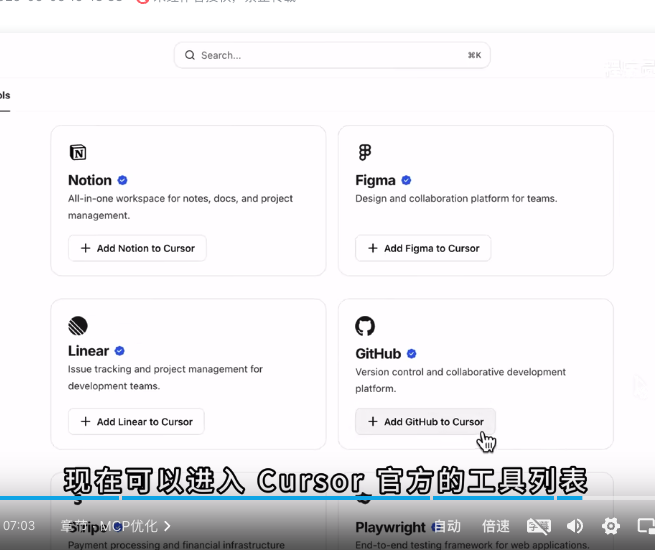 Search...
⌘K
ols
Notion
All-in-one workspace for notes, docs, and project
management.
+ Add Notion to Cursor
Figma
Design and collaboration platform for teams.
+ Add Figma to Cursor
Linear
Issue tracking and project management for
development teams.
+ Add Linear to Cursor
GitHub
Version control and collaborative development
platform.
+ Add GitHub to Cursor
现在可以进入 Cursor 官方的工具列表
07:03
MCP优化
自动
倍速
Stripe
Payment processing and financial infrastructure
Playwright
End-to-end testing framework for web applications.